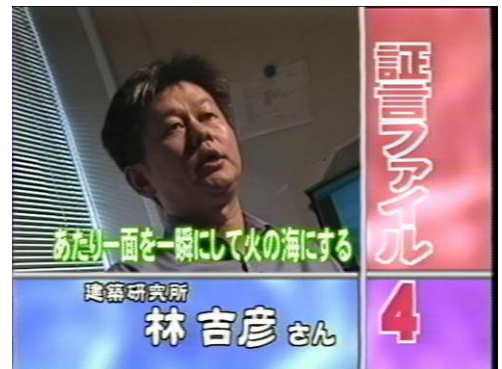 証言ファイル
4
あたり一面を一瞬にして火の海にする
建築研究所
林 吉彦 さん